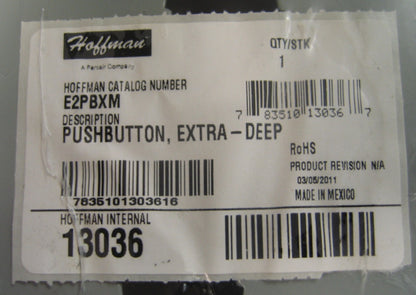 Hoffman
A Pentair Company
QTY/STK
1
HOFFMAN CATALOG NUMBER
E2PBXM
7 83510 13036 7
DESCRIPTION
PUSHBUTTON, EXTRA-DEEP
RoHS
PRODUCT REVISION N/A
03/05/2011
MADE IN MEXICO
7835101303616
HOFFMAN INTERNAL
13036